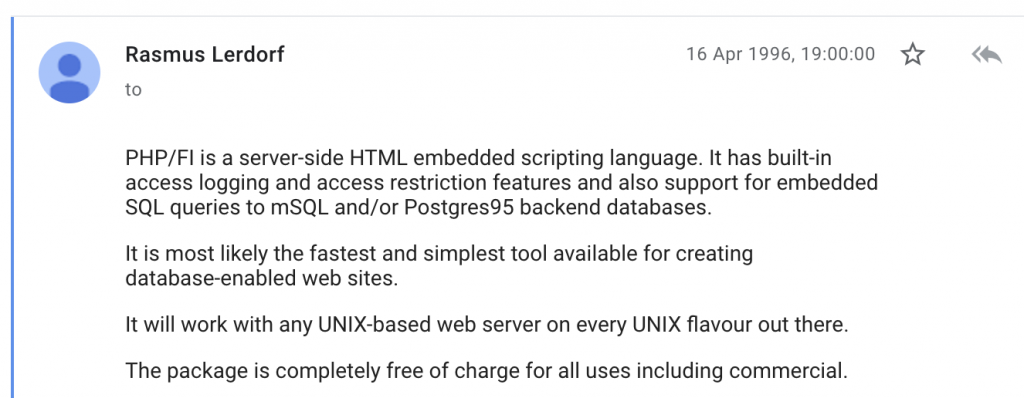 Rasmus Lerdorf
16 Apr 1996, 19:00:00
to
PHP/FI is a server-side HTML embedded scripting language. It has built-in
access logging and access restriction features and also support for embedded
SQL queries to mSQL and/or Postgres95 backend databases.
It is most likely the fastest and simplest tool available for creating
database-enabled web sites.
It will work with any UNIX-based web server on every UNIX flavour out there.
The package is completely free of charge for all uses including commercial.